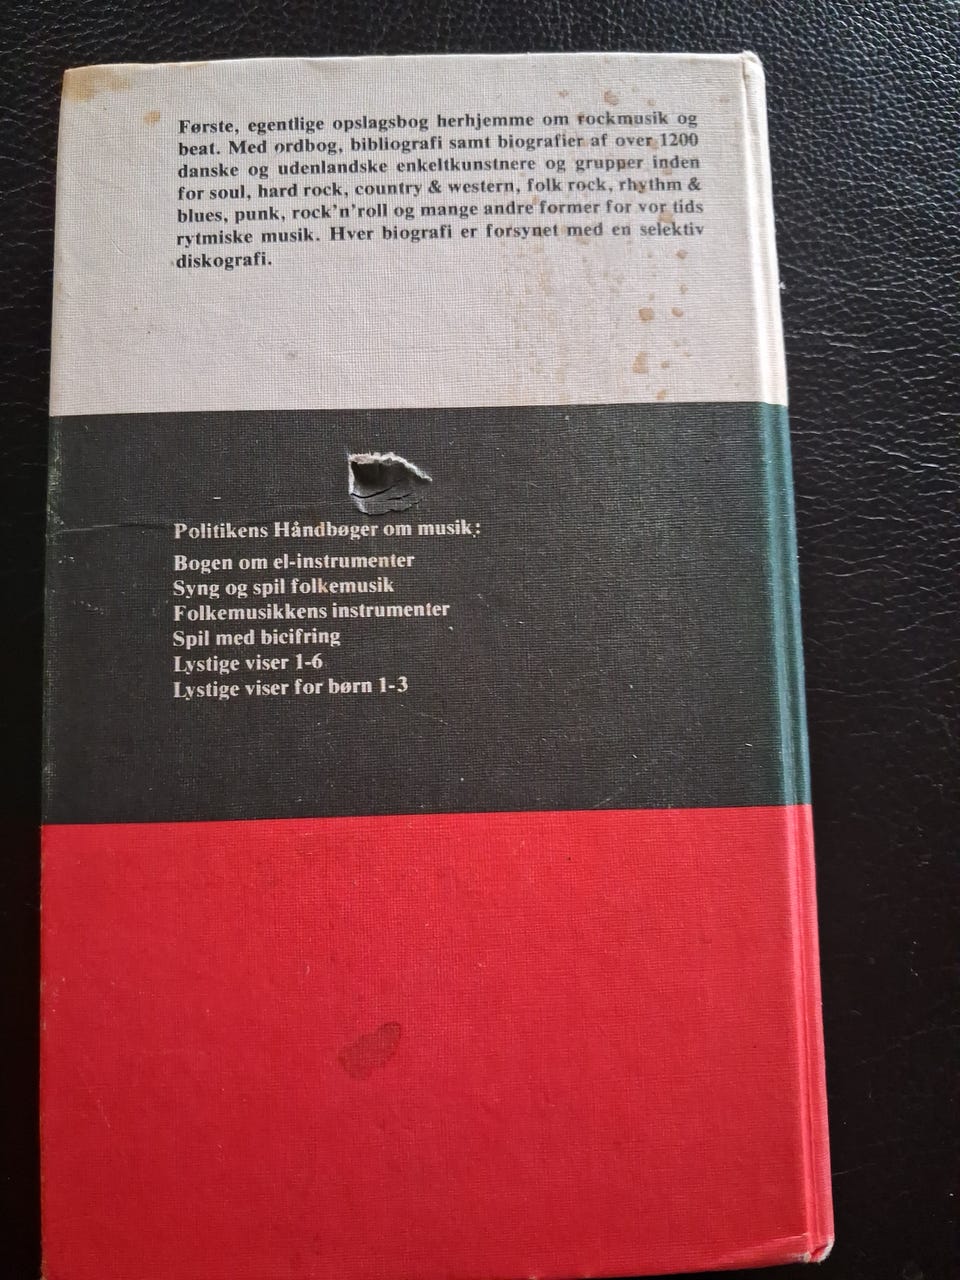 Første, egentlige opslagsbog herhjemme om rockmusik og
beat. Med ordbog, bibliografi samt biografier af over 1200
danske og udenlandske enkeltkunstnere og grupper inden
for soul, hard rock, country & western, folk rock, rhythm &
blues, punk, rock'n'roll og mange andre former for vor tids
rytmiske musik. Hver biografi er forsynet med en selektiv
diskografi.
Politikens Håndbøger om musik:
Bogen om el-instrumenter
Syng og spil folkemusik
Folkemusikkens instrumenter
Spil med bicifring
Lystige viser 1-6
Lystige viser for børn 1-3